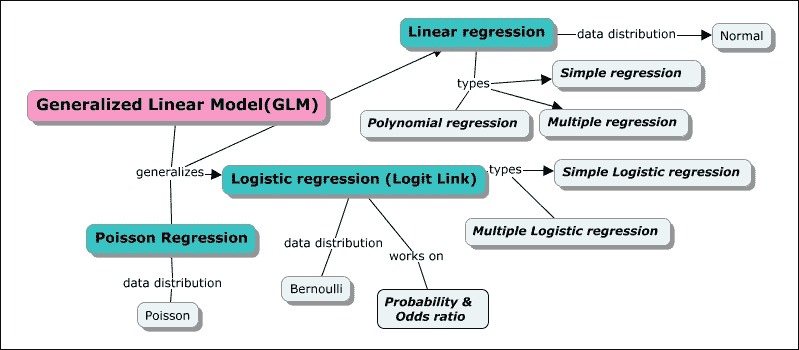 Linear regression
data distribution
Normal
types
Simple regression
Polynomial regression
Multiple regression
Generalized Linear Model(GLM)
generalizes
Logistic regression (Logit Link)
types
Simple Logistic regression
Multiple Logistic regression
Poisson Regression
data distribution
Poisson
data distribution
Bernoulli
works on
Probability &
Odds ratio